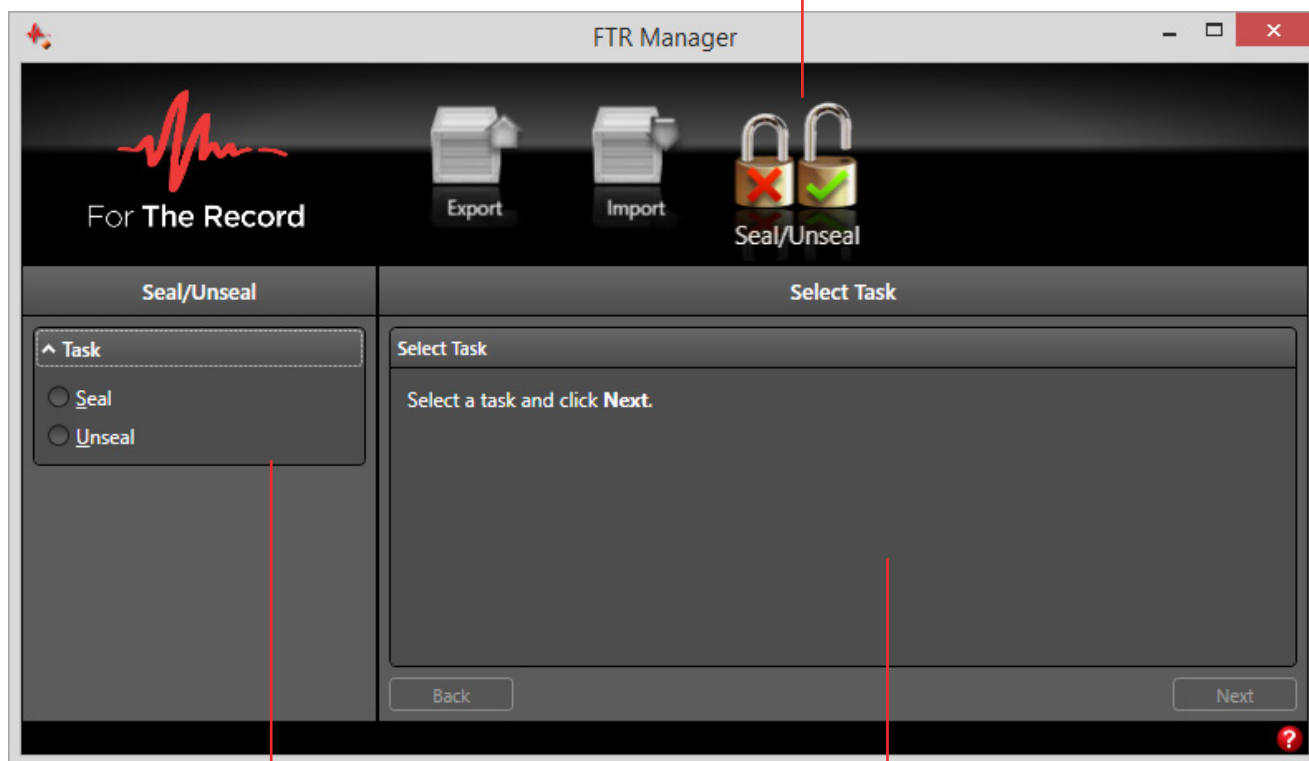 FTR Manager
For The Record
Export
Import
Seal/Unseal
Seal/Unseal
Select Task
Task
Seal
Unseal
Select Task
Select a task and click Next.
Back
Next
?